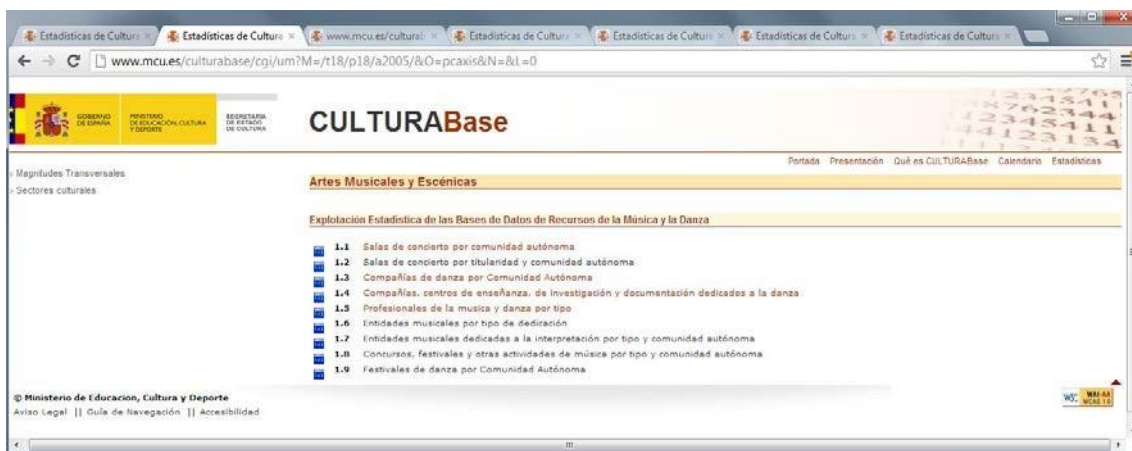 Estadísticas de Cultura
Estadísticas de Cultura
www.mcu.es/culturab
Estadísticas de Cultura
Estadísticas de Cultura
Estadísticas de Cultura
Estadísticas de Cultura
www.mcu.es/culturabase/cgi/um?M=/t18/p18/a2005/&O=pcaxis&N=&L=0
GOBIERNO DE ESPAÑA
MINISTERIO DE EDUCACIÓN, CULTURA Y DEPORTE
SECRETARÍA DE ESTADO DE CULTURA
CULTURABase
Portada Presentación Qué es CULTURABase Calendario Estadísticas
Magnitudes Transversales
Sectores culturales
Artes Musicales y Escénicas
Explotación Estadística de las Bases de Datos de Recursos de la Música y la Danza
1.1 Salas de concierto por comunidad autónoma
1.2 Salas de concierto por titularidad y comunidad autónoma
1.3 Compañías de danza por Comunidad Autónoma
1.4 Compañías, centros de enseñanza, de investigación y documentación dedicados a la danza
1.5 Profesionales de la musica y danza por tipo
1.6 Entidades musicales por tipo de dedicación
1.7 Entidades musicales dedicadas a la interpretación por tipo y comunidad autónoma
1.8 Concursos, festivales y otras actividades de música por tipo y comunidad autónoma
1.9 Festivales de danza por Comunidad Autónoma
© Ministerio de Educacion, Cultura y Deporte
Aviso Legal || Guía de Navegación || Accesibilidad
W3C WAI-AA WCAG 1.0